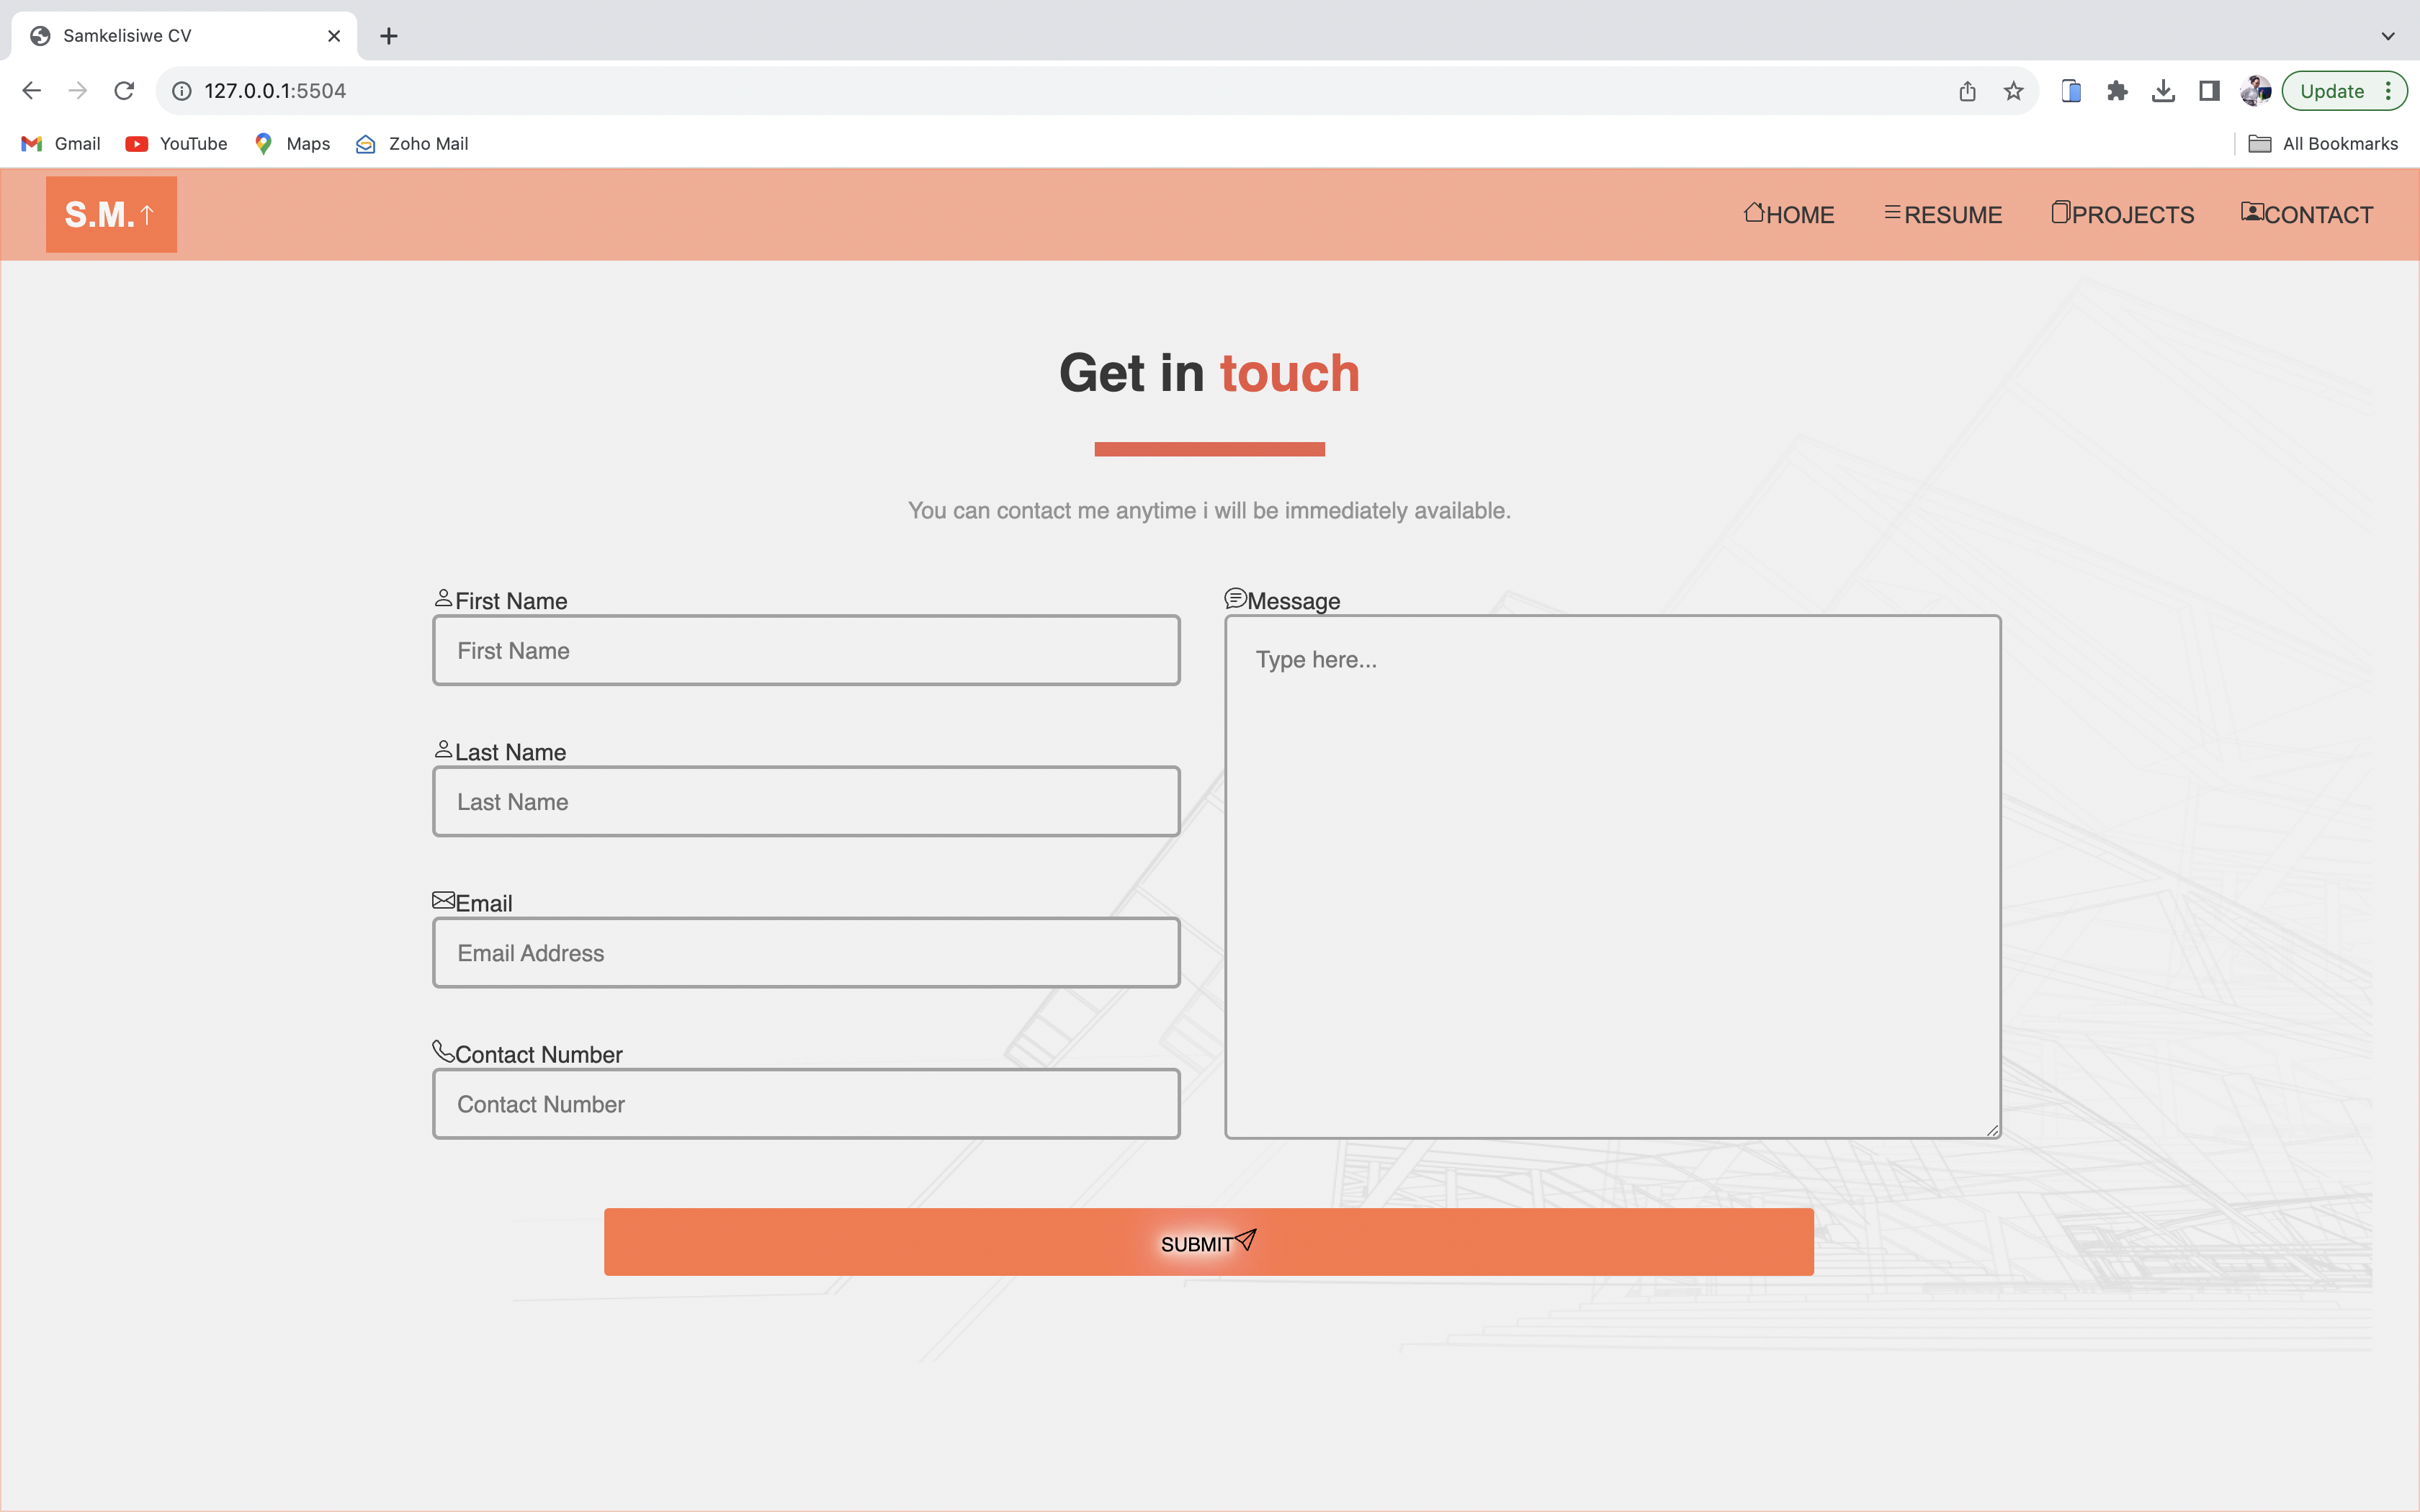 Samkelisiwe CV
127.0.0.1:5504
Update
Gmail YouTube Maps Zoho Mail All Bookmarks
S.M.↑ HOME RESUME PROJECTS CONTACT
Get in touch
You can contact me anytime i will be immediately available.
First Name
First Name
Last Name
Last Name
Email
Email Address
Contact Number
Contact Number
Message
Type here...
SUBMIT